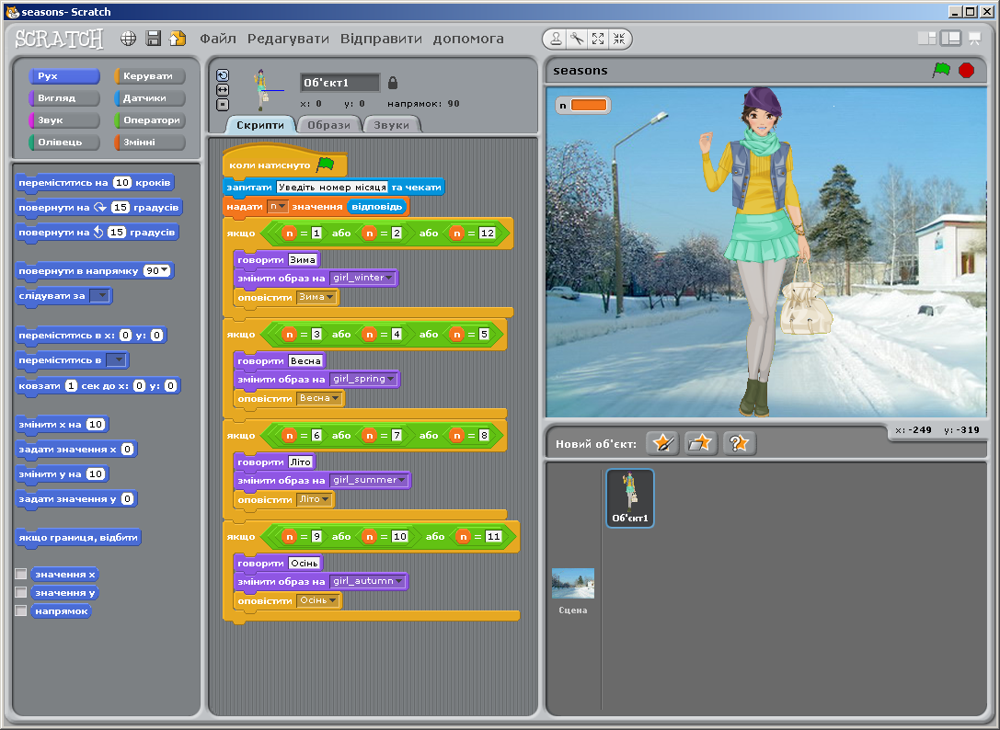 seasons- Scratch
SCRATCH Файл Редагувати Відправити допомога
Рух Керувати
Вигляд Датчики
Звук Оператори
Олівець Змінні
переміститись на 10 кроків
повернути на 15 градусів
повернути на 15 градусів
повернути в напрямку 90
слідувати за
переміститись в x: 0 y: 0
переміститись в
ковзати 1 сек до x: 0 y: 0
змінити x на 10
задати значення x 0
змінити y на 10
задати значення y 0
якщо границя, відбити
значення x
значення y
напрямок
Об'єкт1
x: 0 y: 0 напрямок: 90
Скрипти Образи Звуки
коли натиснуто
запитати Уведіть номер місяця та чекати
надати n значення відповідь
якщо n = 1 або n = 2 або n = 12
говорити Зима
змінити образ на girl_winter
оповістити Зима
якщо n = 3 або n = 4 або n = 5
говорити Весна
змінити образ на girl_spring
оповістити Весна
якщо n = 6 або n = 7 або n = 8
говорити Літо
змінити образ на girl_summer
оповістити Літо
якщо n = 9 або n = 10 або n = 11
говорити Осінь
змінити образ на girl_autumn
оповістити Осінь
seasons
n
x: -249 y: -319
Новий об'єкт:
Об'єкт1
Сцена